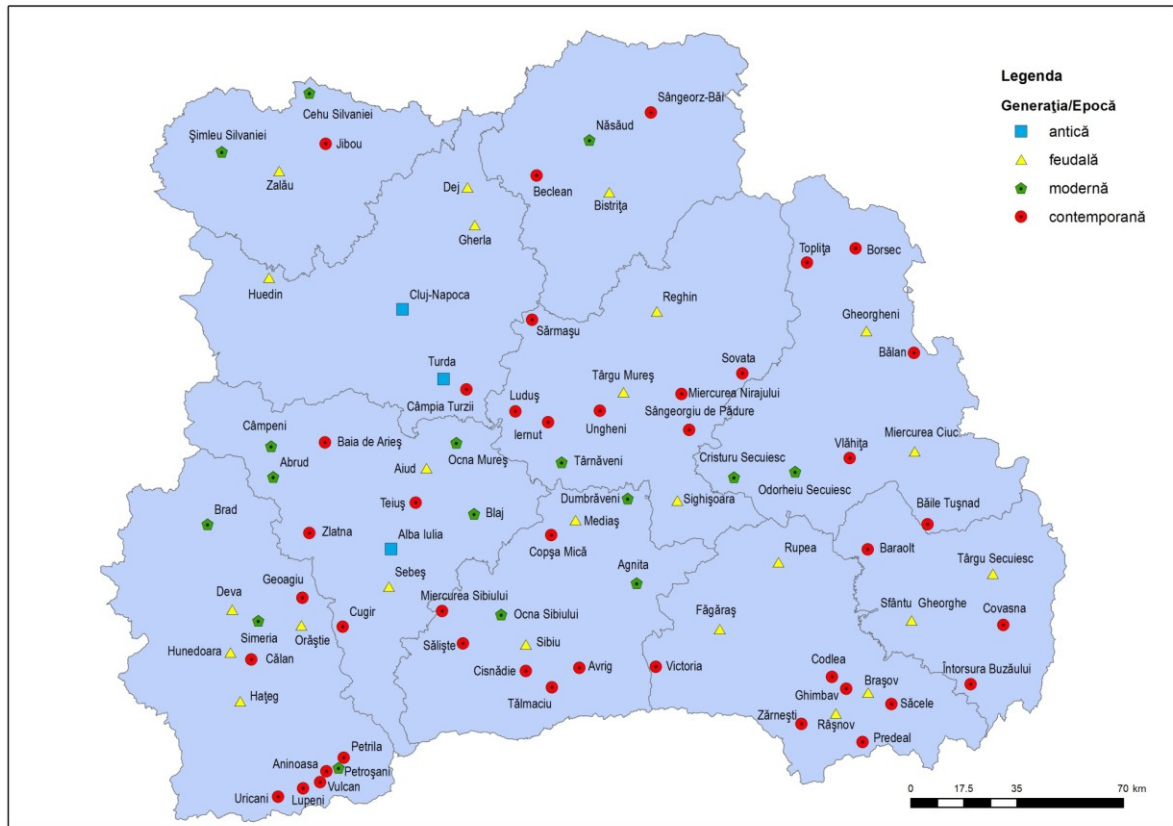 Legenda
Generaţia/Epocă
antică
feudală
modernă
contemporană
Cehu Silvaniei
Şimleu Silvaniei
Jibou
Zalău
Sângeorz-Băi
Năsăud
Beclean
Bistriţa
Dej
Gherla
Huedin
Cluj-Napoca
Turda
Câmpia Turzii
Topliţa
Borsec
Gheorgheni
Bălan
Reghin
Sărmaşu
Sovata
Târgu Mureş
Miercurea Nirajului
Luduş
Ungheni
Sângeorgiu de Pădure
Iernut
Târnăveni
Sighişoara
Miercurea Ciuc
Vlăhiţa
Cristuru Secuiesc
Odorheiu Secuiesc
Băile Tuşnad
Câmpeni
Baia de Arieş
Abrud
Ocna Mureş
Aiud
Teiuş
Blaj
Zlatna
Alba Iulia
Sebeş
Cugir
Brad
Geoagiu
Deva
Simeria
Orăştie
Hunedoara
Călan
Haţeg
Petrila
Aninoasa
Petroşani
Vulcan
Lupeni
Uricani
Dumbrăveni
Mediaş
Copşa Mică
Agnita
Miercurea Sibiului
Ocna Sibiului
Sălişte
Sibiu
Cisnădie
Avrig
Tălmaciu
Rupea
Făgăraş
Victoria
Codlea
Braşov
Ghimbav
Săcele
Zărneşti
Râşnov
Predeal
Baraolt
Târgu Secuiesc
Sfântu Gheorghe
Covasna
Întorsura Buzăului
0 17.5 35 70 km